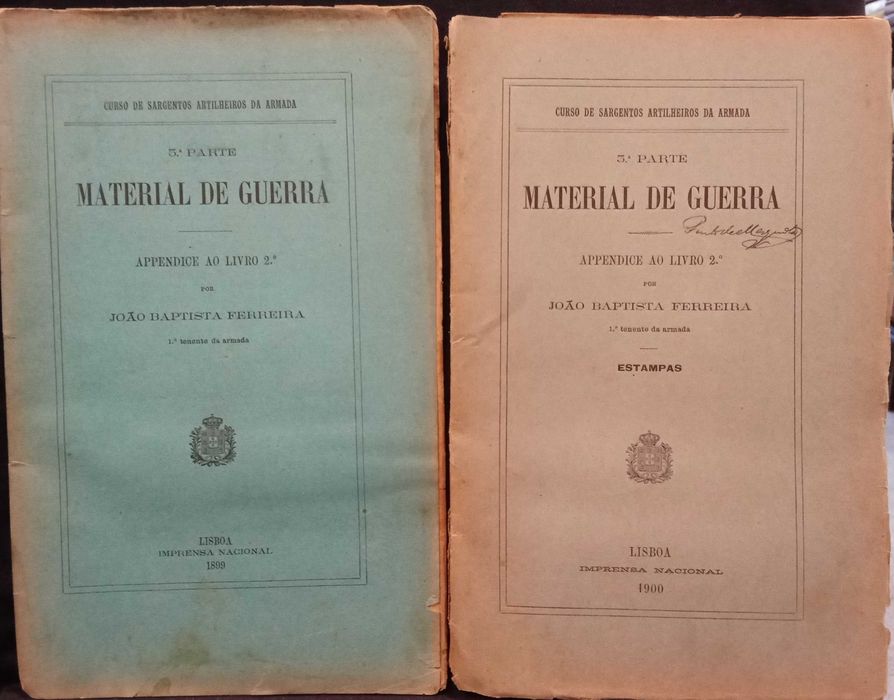 CURSO DE SARGENTOS ARTILHEIROS DA ARMADA
3.ª PARTE
MATERIAL DE GUERRA
APPENDICE AO LIVRO 2.º
POR
JOÃO BAPTISTA FERREIRA
1.º tenente da armada
LISBOA
IMPRENSA NACIONAL
1899
CURSO DE SARGENTOS ARTILHEIROS DA ARMADA
3.ª PARTE
MATERIAL DE GUERRA
APPENDICE AO LIVRO 2.º
POR
JOÃO BAPTISTA FERREIRA
1.º tenente da armada
ESTAMPAS
LISBOA
IMPRENSA NACIONAL
1900